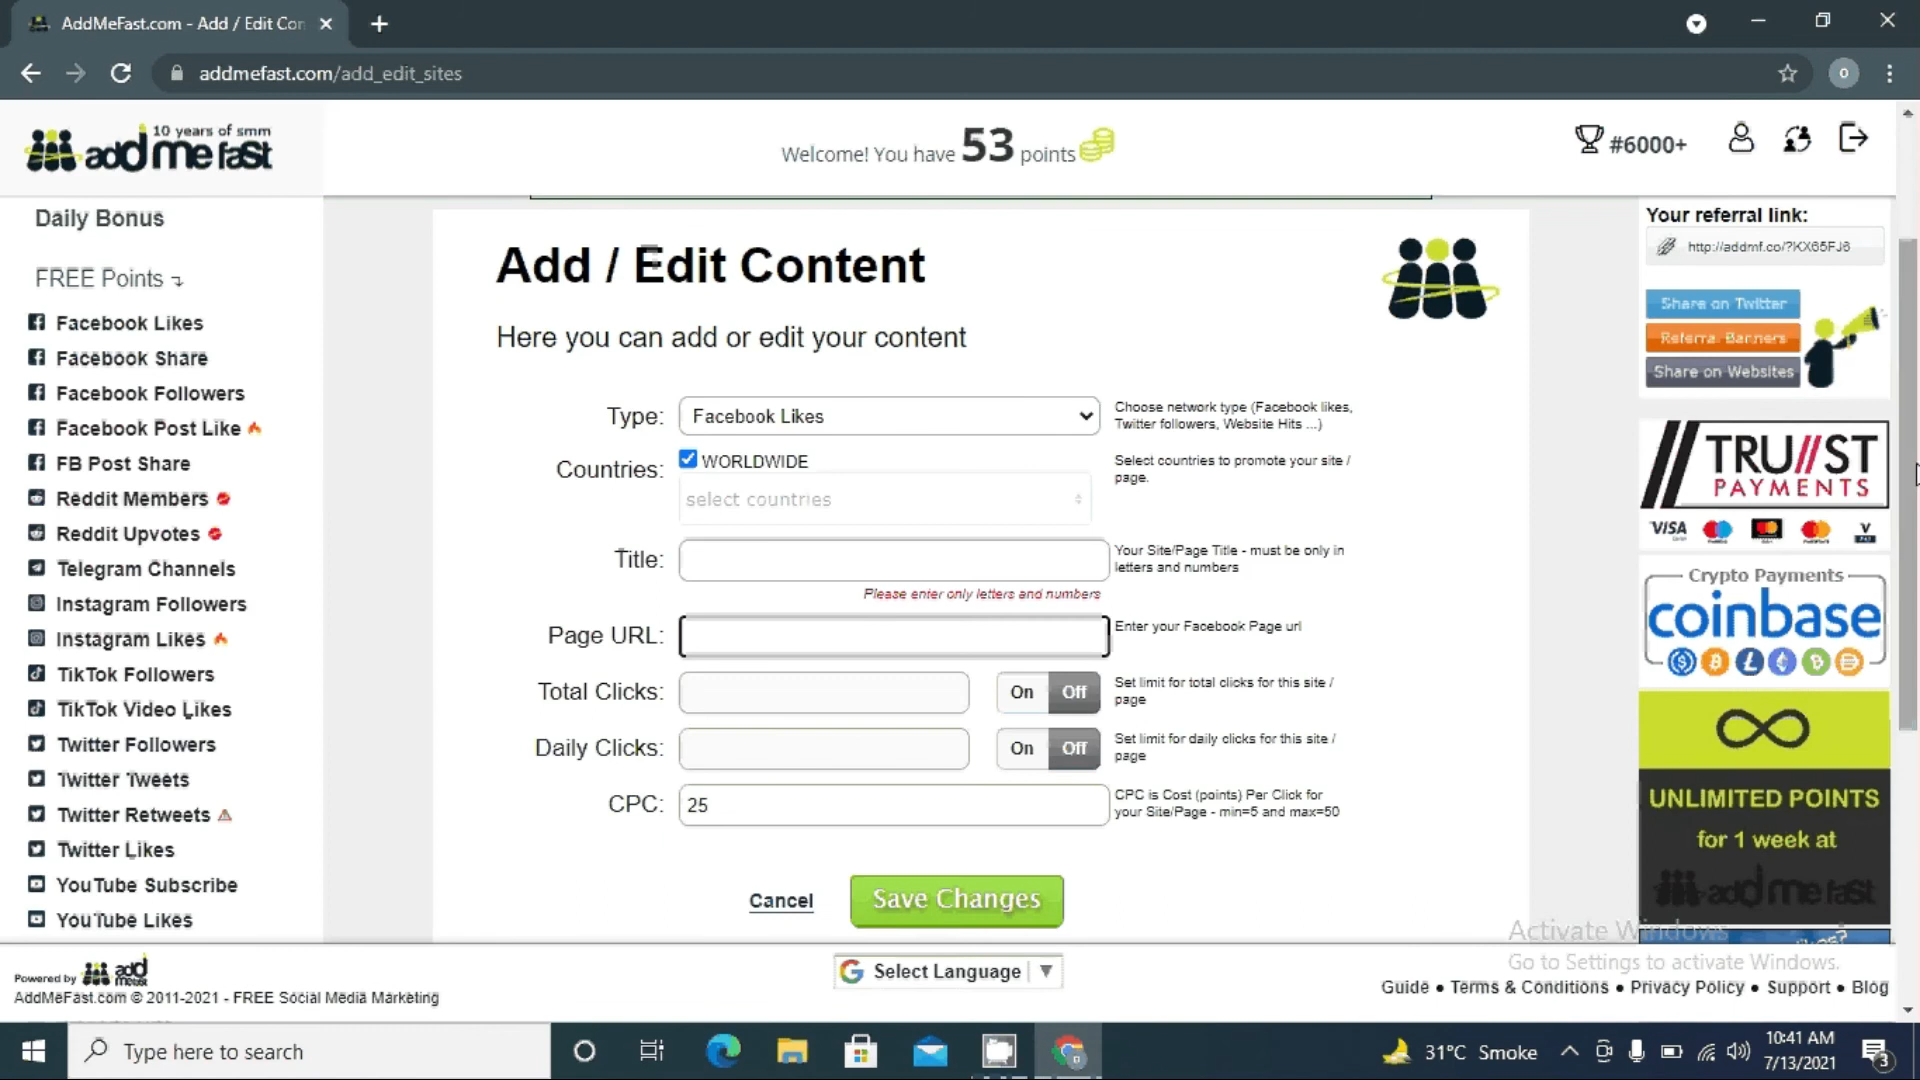 AddMeFast.com - Add / Edit Con
addmefast.com/add_edit_sites
10 years of smm
add me fast
Welcome! You have 53 points
#6000+
Daily Bonus
FREE Points
Facebook Likes
Facebook Share
Facebook Followers
Facebook Post Like
FB Post Share
Reddit Members
Reddit Upvotes
Telegram Channels
Instagram Followers
Instagram Likes
TikTok Followers
TikTok Video Likes
Twitter Followers
Twitter Tweets
Twitter Retweets
Twitter Likes
YouTube Subscribe
YouTube Likes
Add / Edit Content
Here you can add or edit your content
Type: Facebook Likes
Choose network type (Facebook likes,
Twitter followers, Website Hits ...)
Countries: WORLDWIDE
select countries
Select countries to promote your site /
page.
Title:
Your Site/Page Title - must be only in
letters and numbers
Please enter only letters and numbers
Page URL:
Enter your Facebook Page url
Total Clicks: On Off
Set limit for total clicks for this site /
page
Daily Clicks: On Off
Set limit for daily clicks for this site /
page
CPC: 25
CPC is Cost (points) Per Click for
your Site/Page - min=5 and max=50
Cancel Save Changes
Your referral link:
http://addmf.co/?KX65FJ6
Share on Twitter
Referral Banners
Share on Websites
TRU//ST
PAYMENTS
VISA
Crypto Payments
coinbase
UNLIMITED POINTS
for 1 week at
add me fast
Activate Windows
Go to Settings to activate Windows.
Powered by add
AddMeFast.com © 2011-2021 - FREE Social Media Marketing
Select Language
Guide • Terms & Conditions • Privacy Policy • Support • Blog
Type here to search
31°C Smoke
10:41 AM
7/13/2021
3